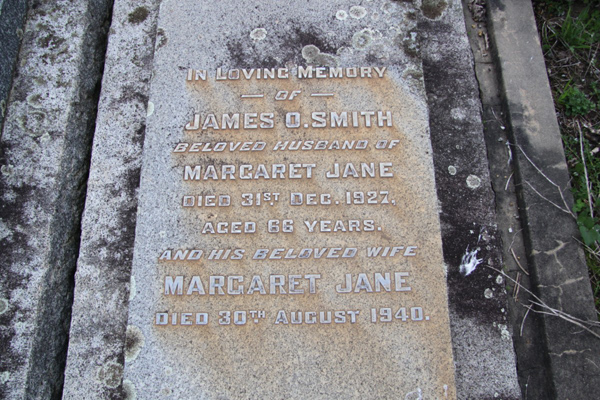 IN LOVING MEMORY
— OF —
JAMES O. SMITH
BELOVED HUSBAND OF
MARGARET JANE
DIED 31ST DEC. 1927,
AGED 66 YEARS.
AND HIS BELOVED WIFE
MARGARET JANE
DIED 30TH AUGUST 1940.